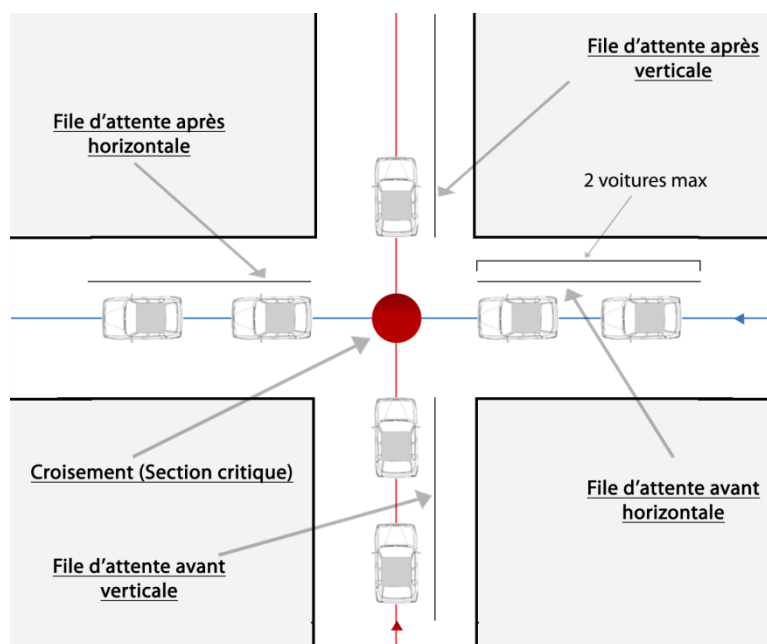 File d'attente après
verticale
File d'attente après
horizontale
2 voitures max
Croisement (Section critique)
File d'attente avant
horizontale
File d'attente avant
verticale